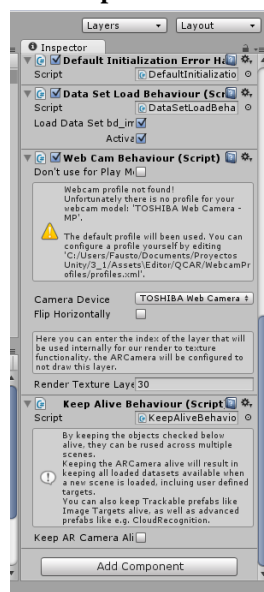 Layers Layout
Inspector
Default Initialization Error Ha
Script DefaultInitializatio
Data Set Load Behaviour (Scr
Script DataSetLoadBeha
Load Data Set bd_im
Activa
Web Cam Behaviour (Script)
Don't use for Play M
Webcam profile not found!
Unfortunately there is no profile for your
webcam model: 'TOSHIBA Web Camera -
MP'.
The default profile will been used. You can
configure a profile yourself by editing
'C:/Users/Fausto/Documents/Proyectos
Unity/3_1/Assets\Editor/QCAR/WebcamPr
ofiles/profiles.xml'.
Camera Device TOSHIBA Web Camera
Flip Horizontally
Here you can enter the index of the layer that will
be used internally for our render to texture
functionality. the ARCamera will be configured to
not draw this layer.
Render Texture Laye 30
Keep Alive Behaviour (Script)
Script KeepAliveBehavio
By keeping the objects checked below
alive, they can be rused across multiple
scenes.
Keeping the ARCamera alive will result in
keeping all loaded datasets available when
a new scene is loaded, incluing user defined
targets.
You can also keep Trackable prefabs like
Image Targets alive, as well as advanced
prefabs like e.g. CloudRecognition.
Keep AR Camera Ali
Add Component